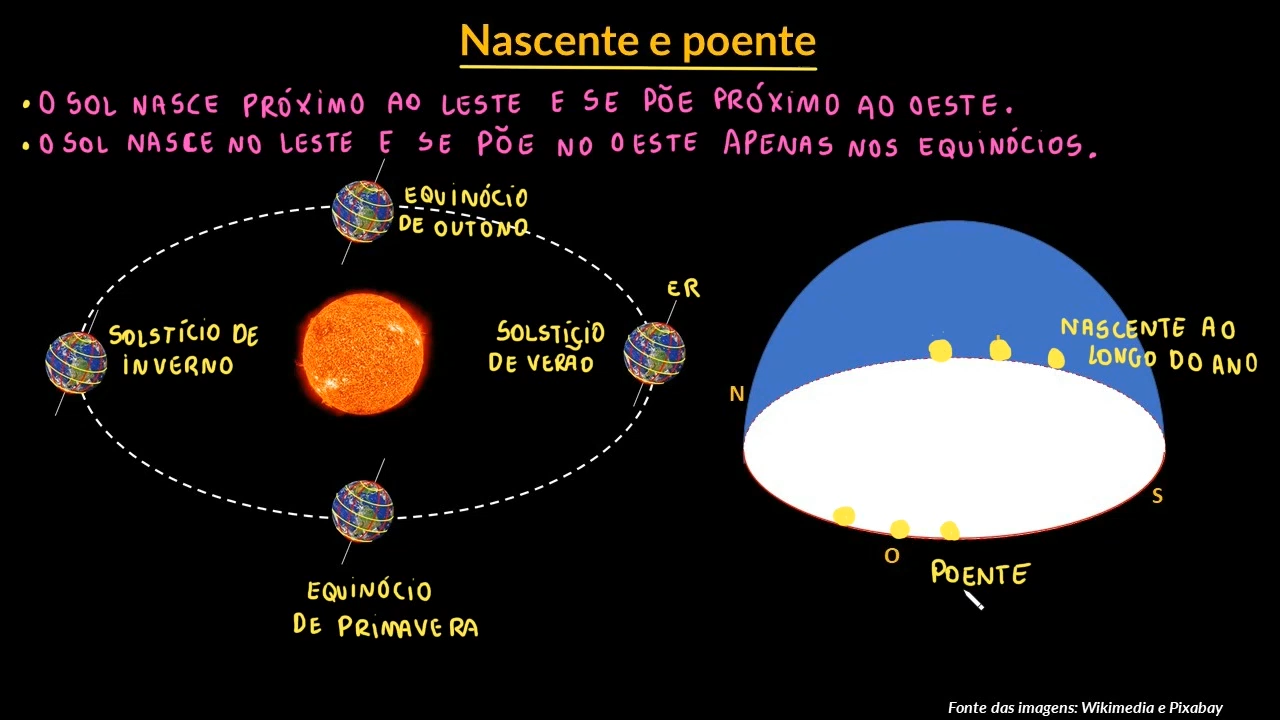 Nascente e poente
• O SOL NASCE PRÓXIMO AO LESTE E SE PÕE PRÓXIMO AO OESTE.
• O SOL NASCE NO LESTE E SE PÕE NO OESTE APENAS NOS EQUINÓCIOS.
EQUINÓCIO
DE OUTONO
ER
SOLSTÍCIO DE
INVERNO
SOLSTÍCIO
DE VERÃO
NASCENTE AO
LONGO DO ANO
N
S
O
POENTE
EQUINÓCIO
DE PRIMAVERA
Fonte das imagens: Wikimedia e Pixabay